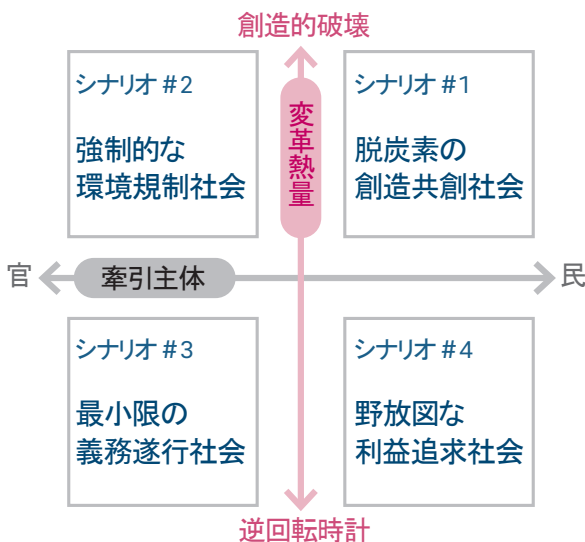 創造的破壊
シナリオ #2
強制的な
環境規制社会
変革熱量
シナリオ #1
脱炭素の
創造共創社会
官
牽引主体
民
シナリオ #3
最小限の
義務遂行社会
シナリオ #4
野放図な
利益追求社会
逆回転時計